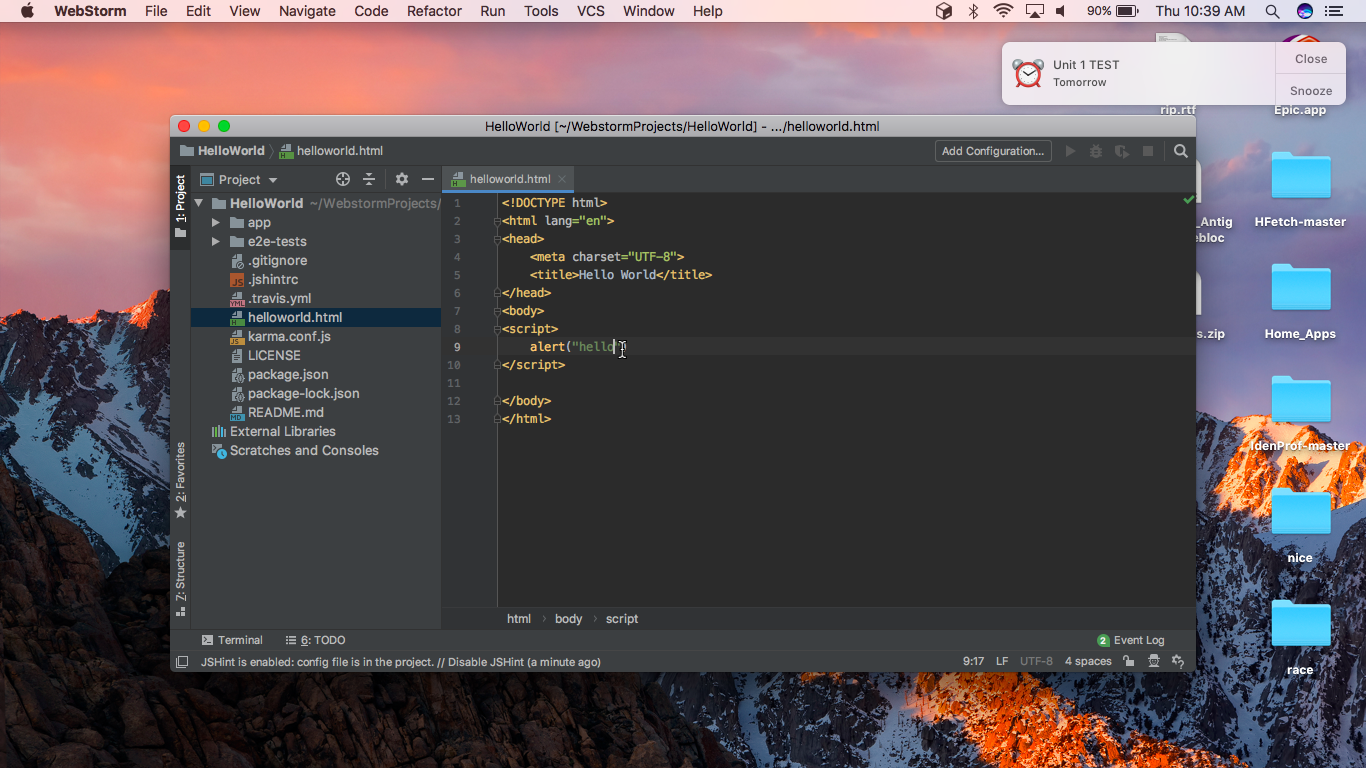 WebStorm File Edit View Navigate Code Refactor Run Tools VCS Window Help 90% Thu 10:39 AM
Unit 1 TEST
Tomorrow
Close
Snooze
rip.rtf
Epic.app
HFetch-master
_Antig
ebloc
s.zip
Home_Apps
IdenProf-master
nice
race
HelloWorld [~/WebstormProjects/HelloWorld] - .../helloworld.html
HelloWorld helloworld.html Add Configuration...
1: Project
2: Favorites
Z: Structure
Project
HelloWorld ~/WebstormProjects/
app
e2e-tests
.gitignore
.jshintrc
.travis.yml
helloworld.html
karma.conf.js
LICENSE
package.json
package-lock.json
README.md
External Libraries
Scratches and Consoles
helloworld.html
1 <!DOCTYPE html>
2 <html lang="en">
3 <head>
4 <meta charset="UTF-8">
5 <title>Hello World</title>
6 </head>
7 <body>
8 <script>
9 alert("hello")
10 </script>
11
12 </body>
13 </html>
html body script
Terminal 6: TODO 2 Event Log
JSHint is enabled: config file is in the project. // Disable JSHint (a minute ago) 9:17 LF UTF-8 4 spaces